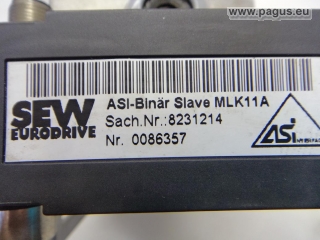 www.pagus.eu
SEW
EURODRIVE
ASI-Binär Slave MLK11A
Sach.Nr.:8231214
Nr. 0086357
ASi